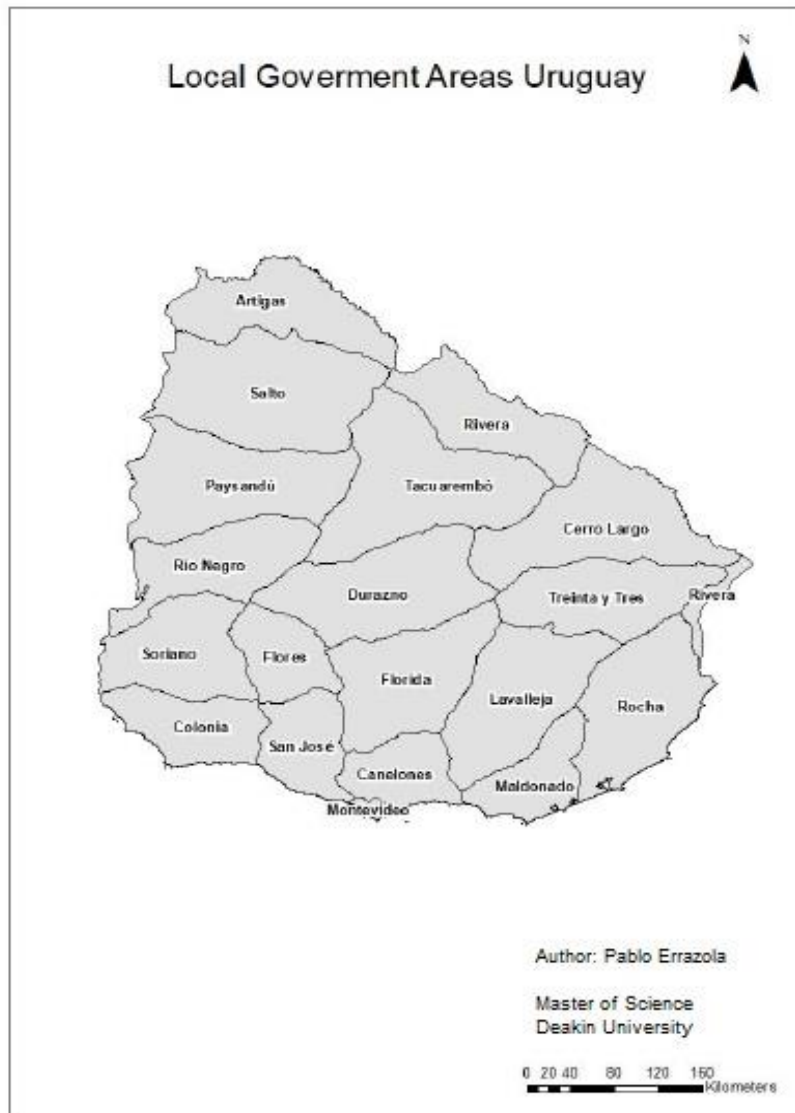 N
Local Goverment Areas Uruguay
Artigas
Salto
Rivera
Paysandú
Tacuarembó
Cerro Largo
Rio Negro
Durazno
Treinta y Tres
Rivera
Soriano
Flores
Florida
Lavalleja
Rocha
Colonia
San José
Canelones
Maldonado
Montevideo
Author: Pablo Errazola
Master of Science
Deakin University
0 20 40 80 120 160
Kilometers